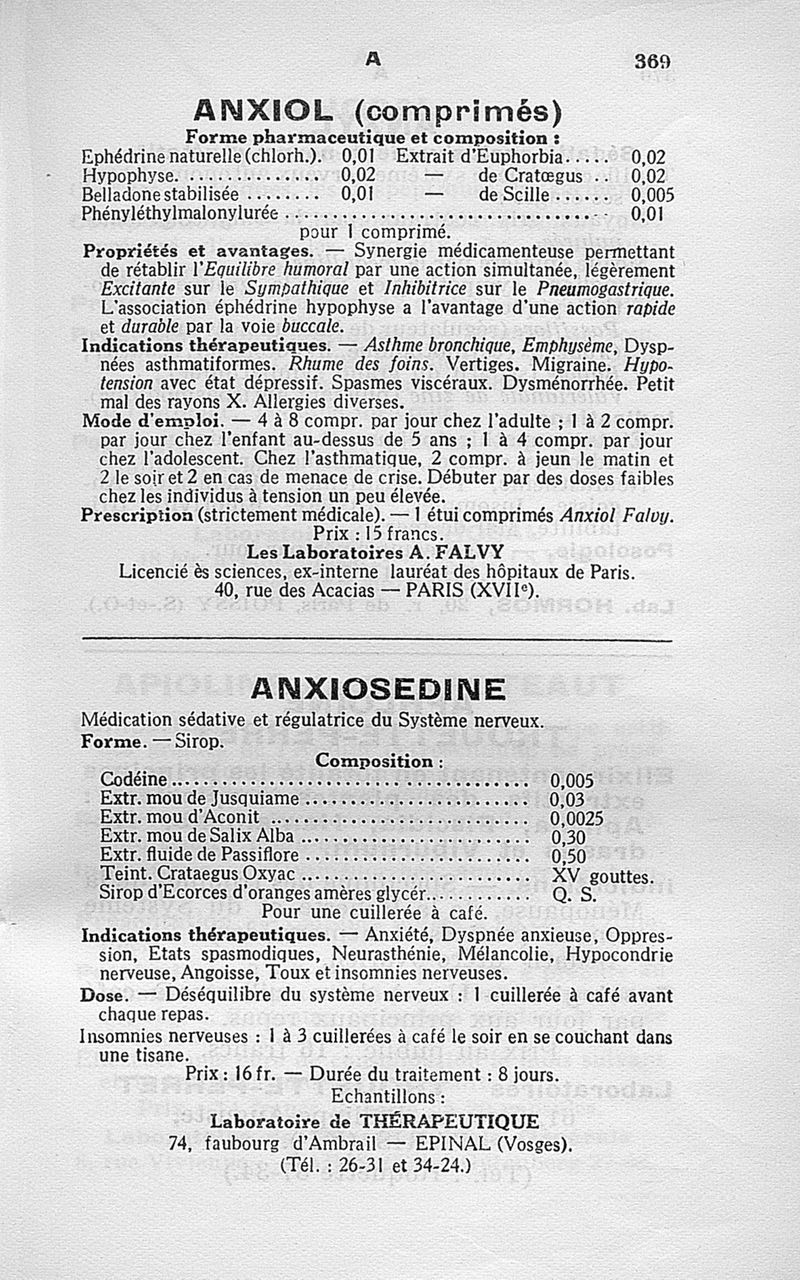 A
369
ANXIOL (comprimés)
Forme pharmaceutique et composition :
Ephédrine naturelle (chlorh.). 0,01 Extrait d'Euphorbia..... 0,02
Hypophyse............... 0,02 — de Cratœgus .. 0,02
Belladone stabilisée ........ 0,01 — de Scille...... 0,005
Phényléthylmalonylurée .................................. 0,01
pour 1 comprimé.
Propriétés et avantages. — Synergie médicamenteuse permettant
de rétablir l'Equilibre humoral par une action simultanée, légèrement
Excitante sur le Sympathique et Inhibitrice sur le Pneumogastrique.
L'association éphédrine hypophyse a l'avantage d'une action rapide
et durable par la voie buccale.
Indications thérapeutiques. — Asthme bronchique, Emphysème, Dysp-
nées asthmatiformes. Rhume des foins. Vertiges. Migraine. Hypo-
tension avec état dépressif. Spasmes viscéraux. Dysménorrhée. Petit
mal des rayons X. Allergies diverses.
Mode d'emploi. — 4 à 8 compr. par jour chez l'adulte ; 1 à 2 compr.
par jour chez l'enfant au-dessus de 5 ans ; 1 à 4 compr. par jour
chez l'adolescent. Chez l'asthmatique, 2 compr. à jeun le matin et
2 le soir et 2 en cas de menace de crise. Débuter par des doses faibles
chez les individus à tension un peu élevée.
Prescription (strictement médicale). — 1 étui comprimés Anxiol Falvy.
Prix : 15 francs.
Les Laboratoires A. FALVY
Licencié ès sciences, ex-interne lauréat des hôpitaux de Paris.
40, rue des Acacias — PARIS (XVIIe).
ANXIOSEDINE
Médication sédative et régulatrice du Système nerveux.
Forme. — Sirop.
Composition :
Codéine....................................... 0,005
Extr. mou de Jusquiame ......................... 0,03
Extr. mou d'Aconit ............................ 0,0025
Extr. mou de Salix Alba ......................... 0,30
Extr. fluide de Passiflore ......................... 0,50
Teint. Crataegus Oxyac ......................... XV gouttes.
Sirop d'Ecorces d'oranges amères glycér............. Q. S.
Pour une cuillerée à café.
Indications thérapeutiques. — Anxiété, Dyspnée anxieuse, Oppres-
sion, Etats spasmodiques, Neurasthénie, Mélancolie, Hypocondrie
nerveuse, Angoisse, Toux et insomnies nerveuses.
Dose. — Déséquilibre du système nerveux : 1 cuillerée à café avant
chaque repas.
Insomnies nerveuses : 1 à 3 cuillerées à café le soir en se couchant dans
une tisane.
Prix : 16 fr. — Durée du traitement : 8 jours.
Echantillons :
Laboratoire de THÉRAPEUTIQUE
74, faubourg d'Ambrail — EPINAL (Vosges).
(Tél. : 26-31 et 34-24.)